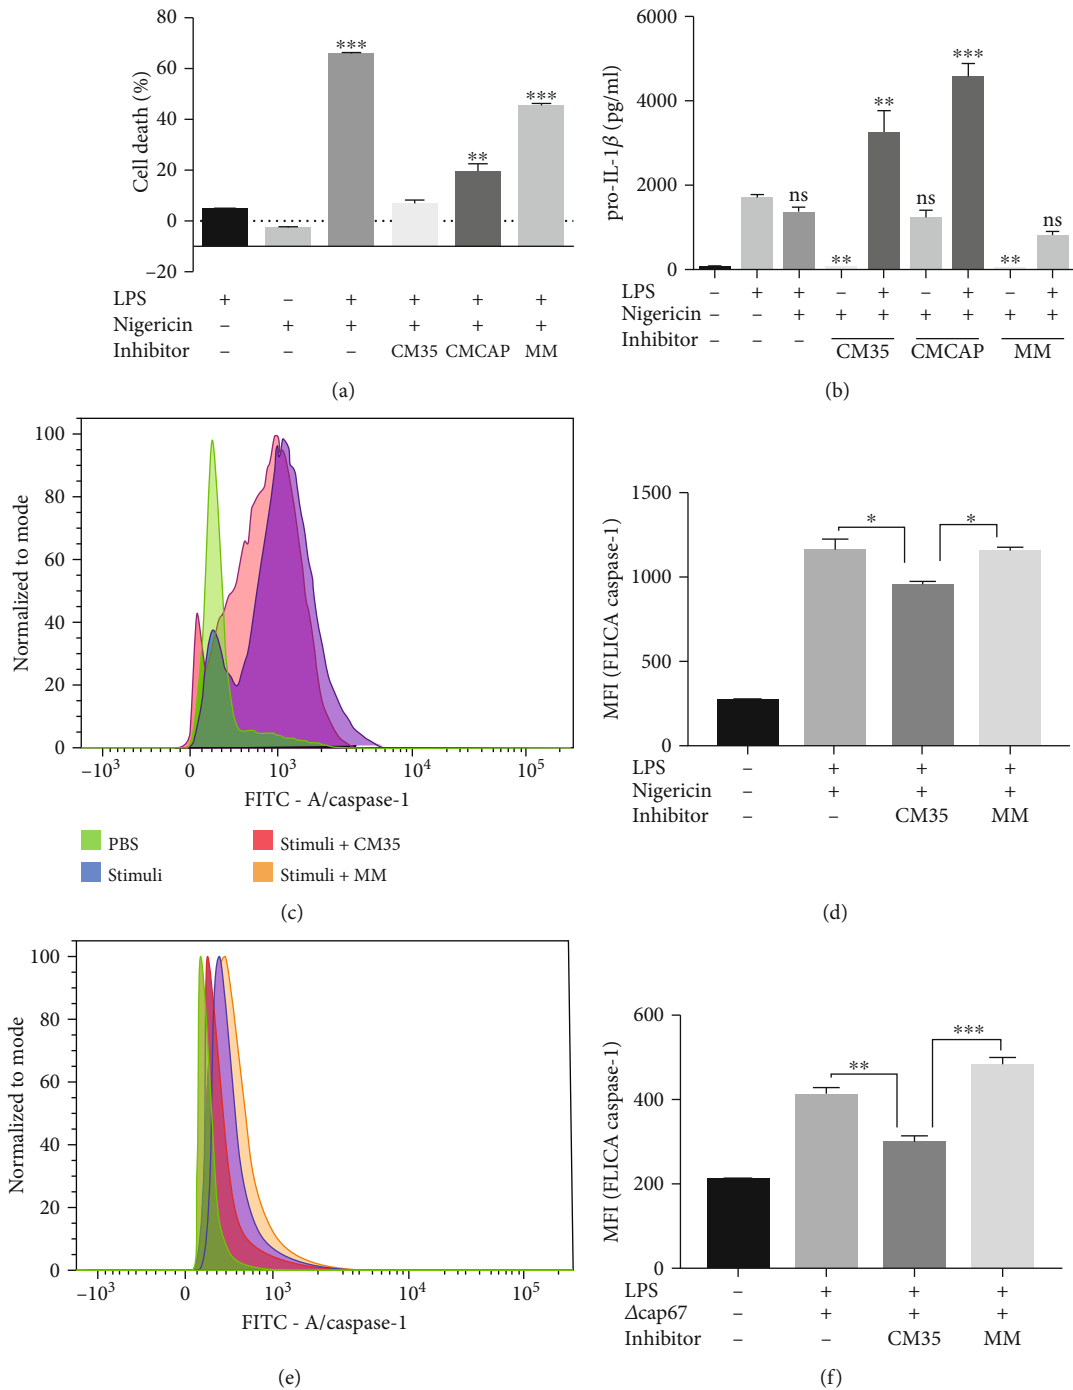 80
60
40
20
0
−20
Cell death (%)
***
***
**
***
LPS + − + + + +
Nigericin − + + + + +
Inhibitor − − − CM35 CMCAP MM
(a)
6000
4000
2000
0
pro-IL-1β (pg/ml)
ns
**
**
ns
***
**
ns
LPS − + + − + − + − +
Nigericin − − + + + + + + +
Inhibitor − − − CM35 CMCAP MM
(b)
100
80
60
40
20
0
Normalized to mode
−10³ 0 10³ 10⁴ 10⁵
FITC - A/caspase-1
PBS
Stimuli + CM35
Stimuli
Stimuli + MM
(c)
1500
1000
500
0
MFI (FLICA caspase-1)
* *
LPS − + + +
Nigericin − + + +
Inhibitor − − CM35 MM
(d)
100
80
60
40
20
0
Normalized to mode
−10³ 0 10³ 10⁴ 10⁵
FITC - A/caspase-1
(e)
600
400
200
0
MFI (FLICA caspase-1)
** ***
LPS − + + +
Δcap67 − + + +
Inhibitor − − CM35 MM
(f)